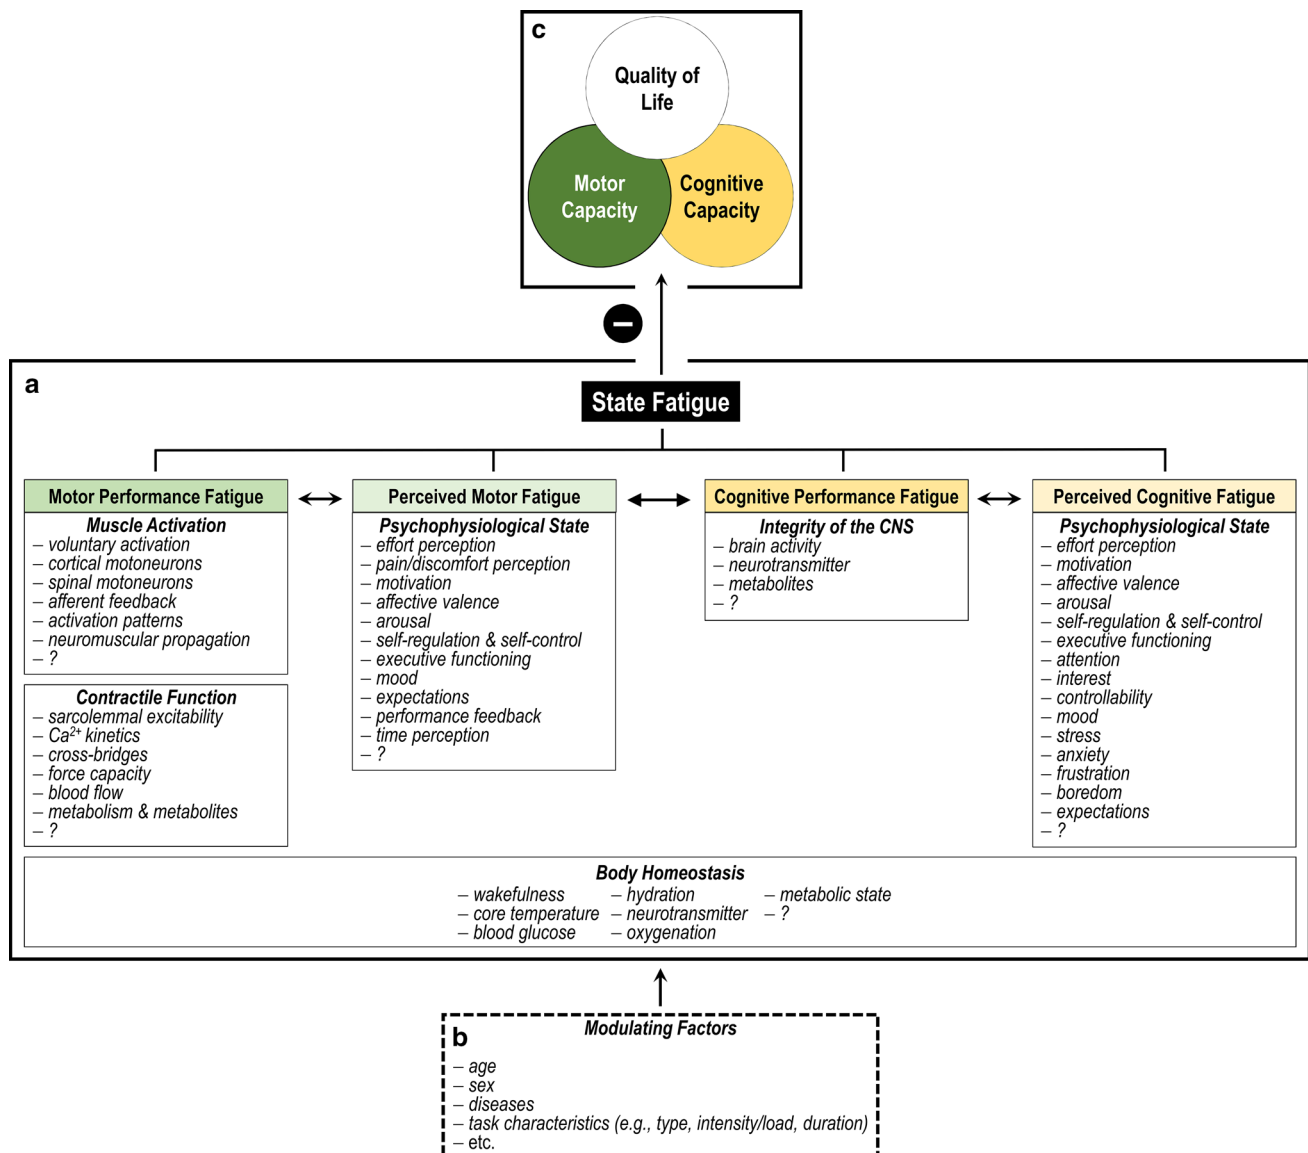 c
Quality of
Life
Motor
Capacity
Cognitive
Capacity
a
State Fatigue
Motor Performance Fatigue
Muscle Activation
– voluntary activation
– cortical motoneurons
– spinal motoneurons
– afferent feedback
– activation patterns
– neuromuscular propagation
– ?
Contractile Function
– sarcolemmal excitability
– Ca²⁺ kinetics
– cross-bridges
– force capacity
– blood flow
– metabolism & metabolites
– ?
Perceived Motor Fatigue
Psychophysiological State
– effort perception
– pain/discomfort perception
– motivation
– affective valence
– arousal
– self-regulation & self-control
– executive functioning
– mood
– expectations
– performance feedback
– time perception
– ?
Cognitive Performance Fatigue
Integrity of the CNS
– brain activity
– neurotransmitter
– metabolites
– ?
Perceived Cognitive Fatigue
Psychophysiological State
– effort perception
– motivation
– affective valence
– arousal
– self-regulation & self-control
– executive functioning
– attention
– interest
– controllability
– mood
– stress
– anxiety
– frustration
– boredom
– expectations
– ?
Body Homeostasis
– wakefulness
– core temperature
– blood glucose
– hydration
– neurotransmitter
– oxygenation
– metabolic state
– ?
b
Modulating Factors
– age
– sex
– diseases
– task characteristics (e.g., type, intensity/load, duration)
– etc.